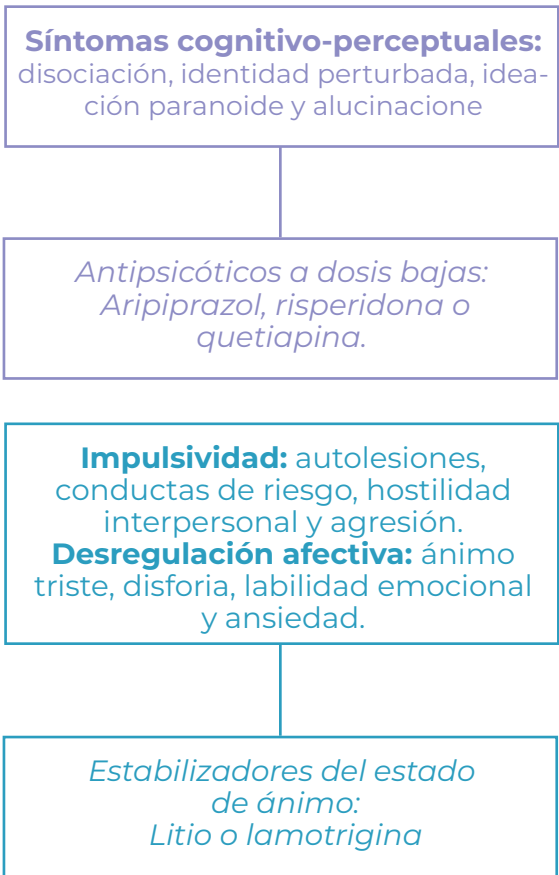 Síntomas cognitivo-perceptuales:
disociación, identidad perturbada, idea-
ción paranoide y alucinacione
Antipsicóticos a dosis bajas:
Aripiprazol, risperidona o
quetiapina.
Impulsividad: autolesiones,
conductas de riesgo, hostilidad
interpersonal y agresión.
Desregulación afectiva: ánimo
triste, disforia, labilidad emocional
y ansiedad.
Estabilizadores del estado
de ánimo:
Litio o lamotrigina